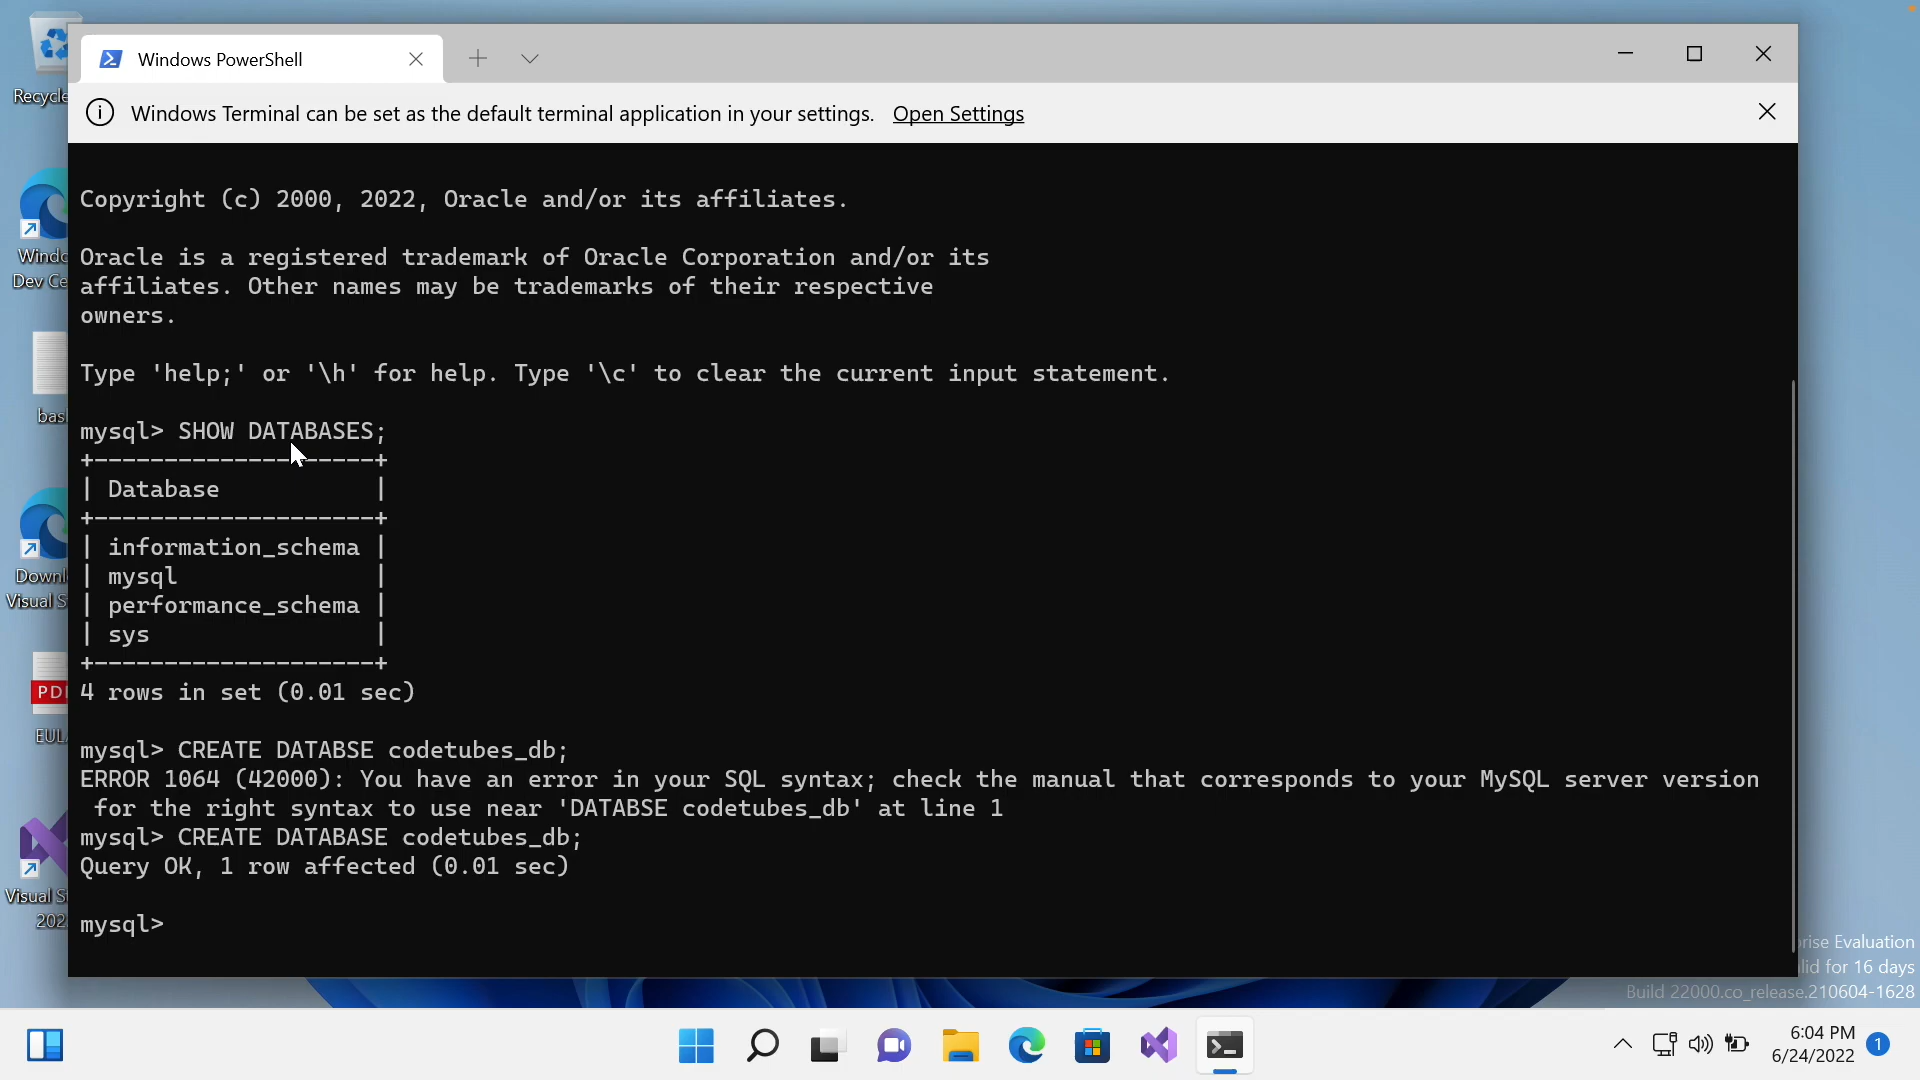 Windows PowerShell
Windows Terminal can be set as the default terminal application in your settings. Open Settings
Copyright (c) 2000, 2022, Oracle and/or its affiliates.
Oracle is a registered trademark of Oracle Corporation and/or its
affiliates. Other names may be trademarks of their respective
owners.
Type 'help;' or '\h' for help. Type '\c' to clear the current input statement.
mysql> SHOW DATABASES;
+--------------------+
| Database           |
+--------------------+
| information_schema |
| mysql              |
| performance_schema |
| sys                |
+--------------------+
4 rows in set (0.01 sec)
mysql> CREATE DATABSE codetubes_db;
ERROR 1064 (42000): You have an error in your SQL syntax; check the manual that corresponds to your MySQL server version
for the right syntax to use near 'DATABSE codetubes_db' at line 1
mysql> CREATE DATABASE codetubes_db;
Query OK, 1 row affected (0.01 sec)
mysql>
Recycle
Windo
Dev Ce
bas
Downl
Visual S
PD
EUL
Visual S
202
rise Evaluation
lid for 16 days
Build 22000.co_release.210604-1628
6:04 PM
6/24/2022
1